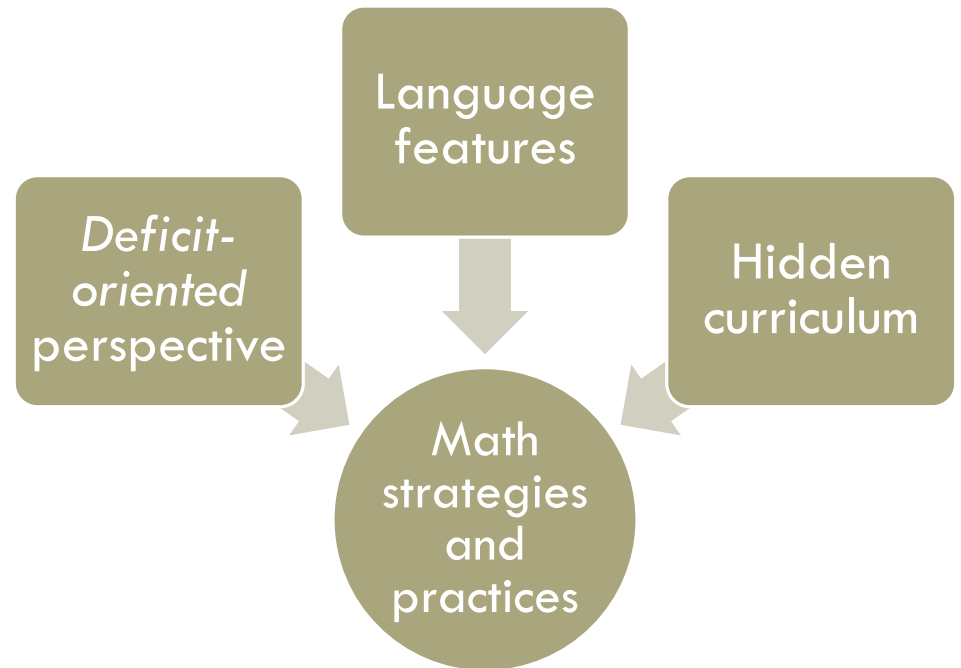 Language
features
Deficit-
oriented
perspective
Hidden
curriculum
Math
strategies
and
practices